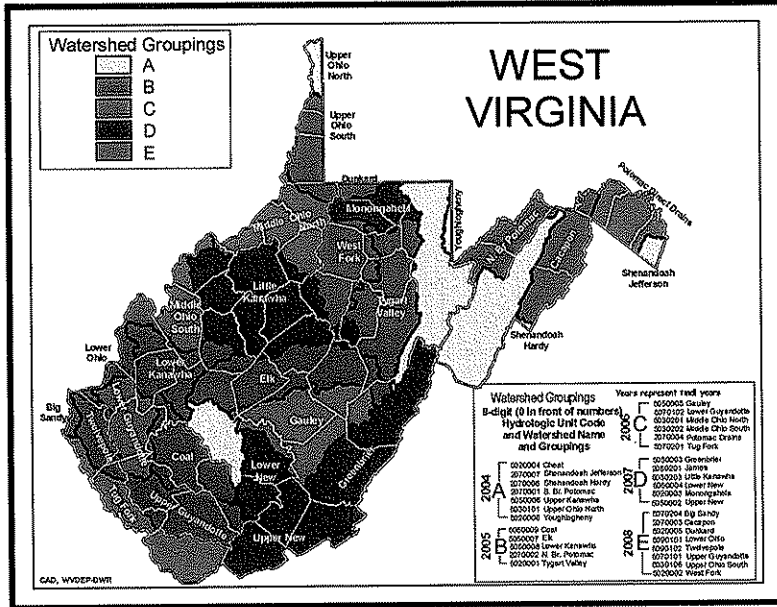 WEST
VIRGINIA
Watershed Groupings
A
B
C
D
E
Upper
Ohio
North
Upper
Ohio
South
Dunkard
Monongahela
Youghiogheny
Potomac Direct Drains
N. Br. Potomac
Cacapon
Middle Ohio
North
West
Fork
Shenandoah
Jefferson
Little
Kanawha
Tygart
Valley
Middle
Ohio
South
Shenandoah
Hardy
Lower
Ohio
Lower
Kanawha
Elk
Big
Sandy
Twelvepole
Lower Guyandotte
Gauley
Greenbrier
Coal
Lower
New
Tug Fork
Upper Guyandotte
Upper New
Watershed Groupings
8-digit (0 in front of numbers)
Hydrologic Unit Code
and Watershed Name
and Groupings
2004
A
5020004 Cheat
2070007 Shenandoah Jefferson
2070006 Shenandoah Hardy
2070001 S. Br. Potomac
5050006 Upper Kanawha
5030101 Upper Ohio North
5020006 Youghiogheny
2005
B
5050009 Coal
5050007 Elk
5050008 Lower Kanawha
2070002 N. Br. Potomac
5020001 Tygart Valley
Years represent tmdl years
2006
C
5050005 Gauley
5070102 Lower Guyandotte
5030201 Middle Ohio North
5030202 Middle Ohio South
2070004 Potomac Drains
5070201 Tug Fork
2007
D
5050003 Greenbrier
2080201 James
5030203 Little Kanawha
5050004 Lower New
5020003 Monongahela
5050002 Upper New
2008
E
5070204 Big Sandy
2070003 Cacapon
5020005 Dunkard
5090101 Lower Ohio
5090102 Twelvepole
5070101 Upper Guyandotte
5030106 Upper Ohio South
5020002 West Fork
CAD, WVDEP-DWR